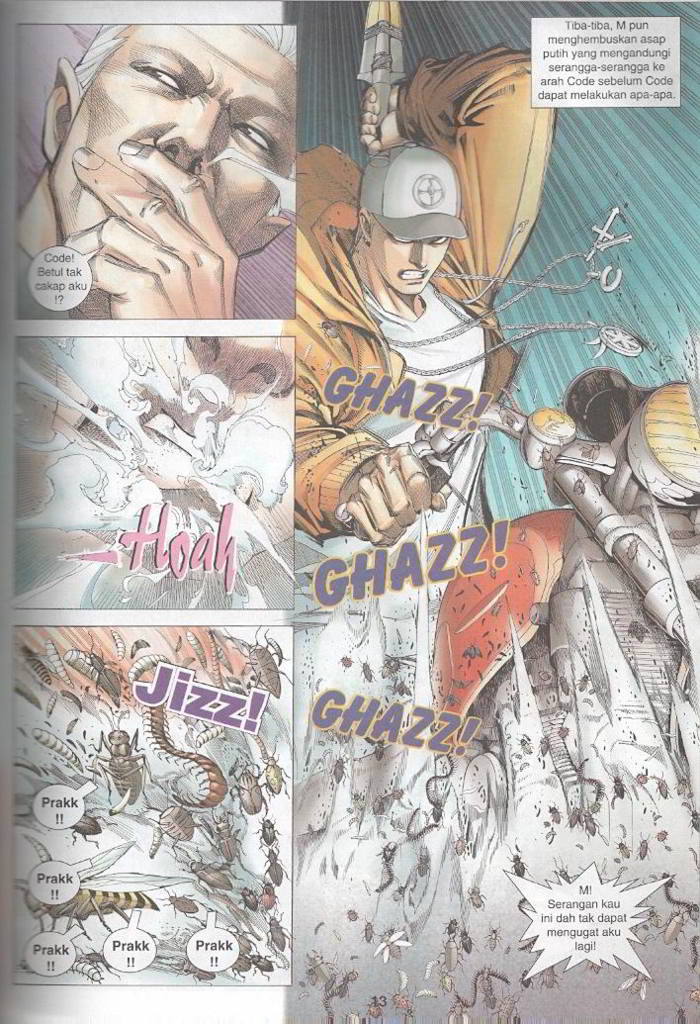 Code!
Betul tak
cakap aku
!?
Hoah
Jizz!
Prakk
!!
Prakk
!!
Prakk
!!
Prakk
!!
Prakk
!!
Tiba-tiba, M pun
menghembuskan asap
putih yang mengandungi
serangga-serangga ke
arah Code sebelum Code
dapat melakukan apa-apa.
GHAZZ!
GHAZZ!
GHAZZ!
M!
Serangan kau
ini dah tak dapat
mengugat aku
lagi!
13